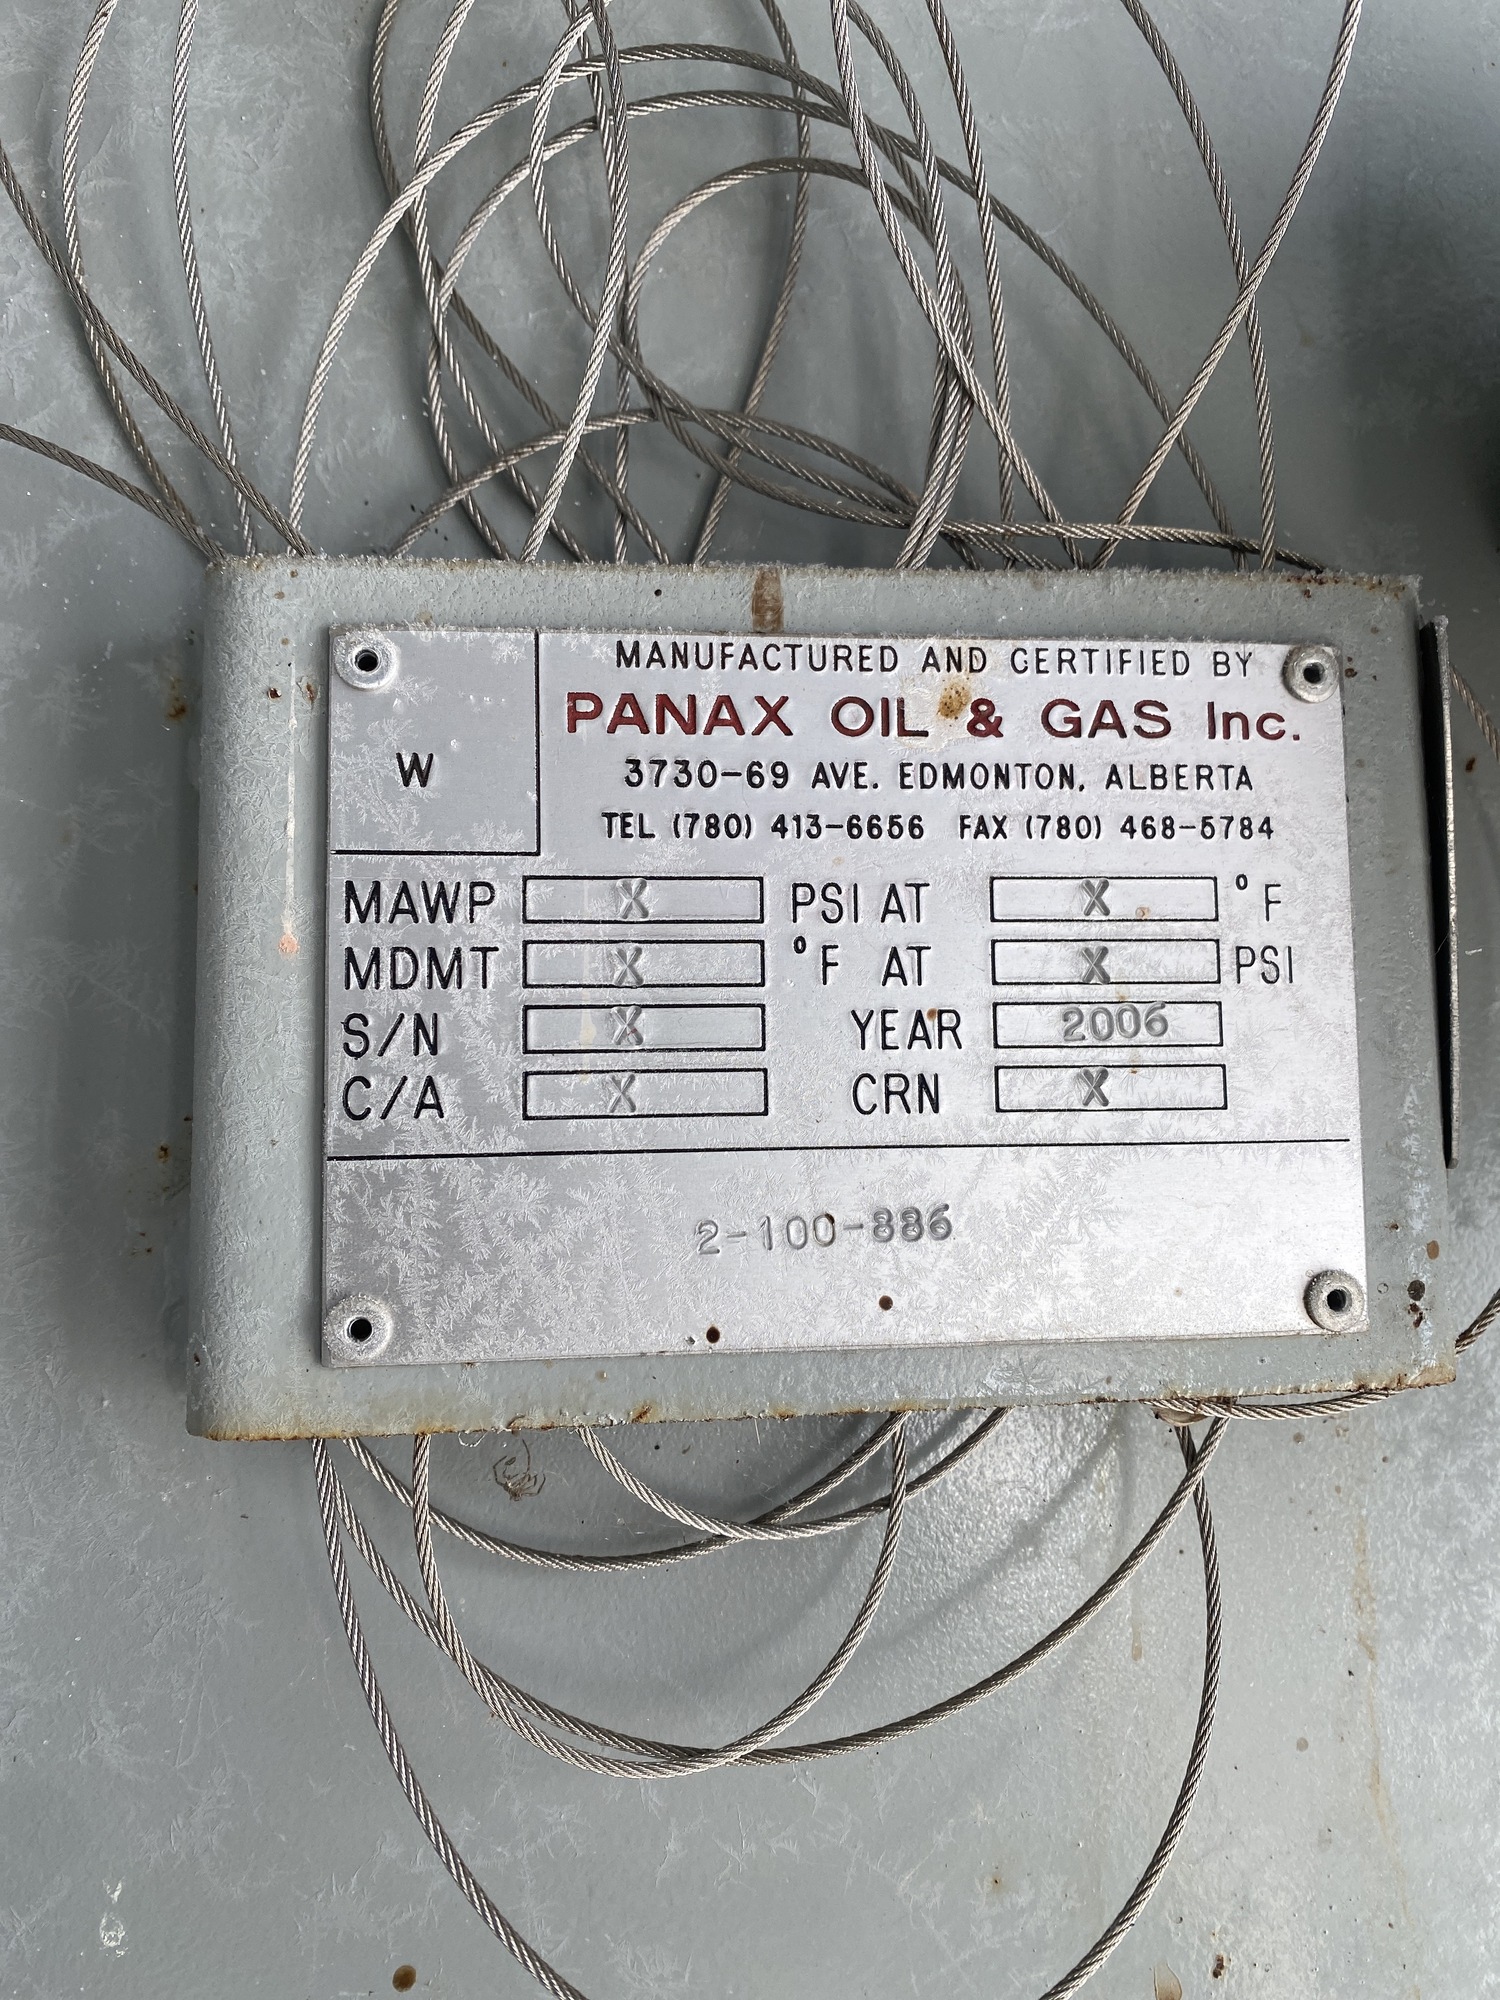 MANUFACTURED AND CERTIFIED BY
PANAX OIL & GAS Inc.
W
3730-69 AVE. EDMONTON, ALBERTA
TEL (780) 413-6656 FAX (780) 468-5784
MAWP X PSI AT X °F
MDMT X °F AT X PSI
S/N X YEAR 2006
C/A X CRN X
2-100-886